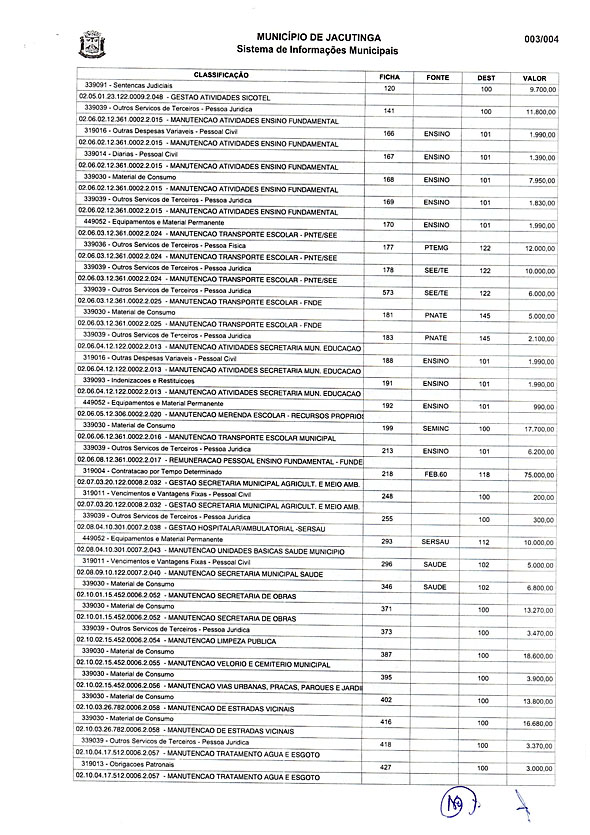 MUNICÍPIO DE JACUTINGA
Sistema de Informações Municipais
003/004
CLASSIFICAÇÃO FICHA FONTE DEST VALOR
339091 - Sentencas Judiciais 120 100 9.700,00
02.05.01.23.122.0009.2.048 - GESTAO ATIVIDADES SICOTEL
339039 - Outros Servicos de Terceiros - Pessoa Juridica 141 100 11.800,00
02.06.02.12.361.0002.2.015 - MANUTENCAO ATIVIDADES ENSINO FUNDAMENTAL
319016 - Outras Despesas Variaveis - Pessoal Civil 166 ENSINO 101 1.990,00
02.06.02.12.361.0002.2.015 - MANUTENCAO ATIVIDADES ENSINO FUNDAMENTAL
339014 - Diarias - Pessoal Civil 167 ENSINO 101 1.390,00
02.06.02.12.361.0002.2.015 - MANUTENCAO ATIVIDADES ENSINO FUNDAMENTAL
339030 - Material de Consumo 168 ENSINO 101 7.950,00
02.06.02.12.361.0002.2.015 - MANUTENCAO ATIVIDADES ENSINO FUNDAMENTAL
339039 - Outros Servicos de Terceiros - Pessoa Juridica 169 ENSINO 101 1.830,00
02.06.02.12.361.0002.2.015 - MANUTENCAO ATIVIDADES ENSINO FUNDAMENTAL
449052 - Equipamentos e Material Permanente 170 ENSINO 101 1.990,00
02.06.03.12.361.0002.2.024 - MANUTENCAO TRANSPORTE ESCOLAR - PNTE/SEE
339036 - Outros Servicos de Terceiros - Pessoa Fisica 177 PTEMG 122 12.000,00
02.06.03.12.361.0002.2.024 - MANUTENCAO TRANSPORTE ESCOLAR - PNTE/SEE
339039 - Outros Servicos de Terceiros - Pessoa Juridica 178 SEE/TE 122 10.000,00
02.06.03.12.361.0002.2.024 - MANUTENCAO TRANSPORTE ESCOLAR - PNTE/SEE
339039 - Outros Servicos de Terceiros - Pessoa Juridica 573 SEE/TE 122 6.000,00
02.06.03.12.361.0002.2.025 - MANUTENCAO TRANSPORTE ESCOLAR - FNDE
339030 - Material de Consumo 181 PNATE 145 5.000,00
02.06.03.12.361.0002.2.025 - MANUTENCAO TRANSPORTE ESCOLAR - FNDE
339039 - Outros Servicos de Terceiros - Pessoa Juridica 183 PNATE 145 2.100,00
02.06.04.12.122.0002.2.013 - MANUTENCAO ATIVIDADES SECRETARIA MUN. EDUCACAO
319016 - Outras Despesas Variaveis - Pessoal Civil 188 ENSINO 101 1.990,00
02.06.04.12.122.0002.2.013 - MANUTENCAO ATIVIDADES SECRETARIA MUN. EDUCACAO
339093 - Indenizacoes e Restituicoes 191 ENSINO 101 1.990,00
02.06.04.12.122.0002.2.013 - MANUTENCAO ATIVIDADES SECRETARIA MUN. EDUCACAO
449052 - Equipamentos e Material Permanente 192 ENSINO 101 990,00
02.06.05.12.306.0002.2.020 - MANUTENCAO MERENDA ESCOLAR - RECURSOS PROPRIOS
339030 - Material de Consumo 199 SEMINC 100 17.700,00
02.06.06.12.361.0002.2.016 - MANUTENCAO TRANSPORTE ESCOLAR MUNICIPAL
339039 - Outros Servicos de Terceiros - Pessoa Juridica 213 ENSINO 101 6.200,00
02.06.08.12.361.0002.2.017 - REMUNERACAO PESSOAL ENSINO FUNDAMENTAL - FUNDE
319004 - Contratacao por Tempo Determinado 218 FEB.60 118 75.000,00
02.07.03.20.122.0008.2.032 - GESTAO SECRETARIA MUNICIPAL AGRICULT. E MEIO AMB.
319011 - Vencimentos e Vantagens Fixas - Pessoal Civil 248 100 200,00
02.07.03.20.122.0008.2.032 - GESTAO SECRETARIA MUNICIPAL AGRICULT. E MEIO AMB.
339039 - Outros Servicos de Terceiros - Pessoa Juridica 255 100 300,00
02.08.04.10.301.0007.2.038 - GESTAO HOSPITALAR/AMBULATORIAL -SERSAU
449052 - Equipamentos e Material Permanente 293 SERSAU 112 10.000,00
02.08.04.10.301.0007.2.043 - MANUTENCAO UNIDADES BASICAS SAUDE MUNICIPIO
319011 - Vencimentos e Vantagens Fixas - Pessoal Civil 296 SAUDE 102 5.000,00
02.08.09.10.122.0007.2.040 - MANUTENCAO SECRETARIA MUNICIPAL SAUDE
339030 - Material de Consumo 346 SAUDE 102 6.800,00
02.10.01.15.452.0006.2.052 - MANUTENCAO SECRETARIA DE OBRAS
339030 - Material de Consumo 371 100 13.270,00
02.10.01.15.452.0006.2.052 - MANUTENCAO SECRETARIA DE OBRAS
339039 - Outros Servicos de Terceiros - Pessoa Juridica 373 100 3.470,00
02.10.02.15.452.0006.2.054 - MANUTENCAO LIMPEZA PUBLICA
339030 - Material de Consumo 387 100 18.600,00
02.10.02.15.452.0006.2.055 - MANUTENCAO VELORIO E CEMITERIO MUNICIPAL
339030 - Material de Consumo 395 100 3.900,00
02.10.02.15.452.0006.2.056 - MANUTENCAO VIAS URBANAS, PRACAS, PARQUES E JARDI
339030 - Material de Consumo 402 100 13.800,00
02.10.03.26.782.0006.2.058 - MANUTENCAO DE ESTRADAS VICINAIS
339030 - Material de Consumo 416 100 16.680,00
02.10.03.26.782.0006.2.058 - MANUTENCAO DE ESTRADAS VICINAIS
339039 - Outros Servicos de Terceiros - Pessoa Juridica 418 100 3.370,00
02.10.04.17.512.0006.2.057 - MANUTENCAO TRATAMENTO AGUA E ESGOTO
319013 - Obrigacoes Patronais 427 100 3.000,00
02.10.04.17.512.0006.2.057 - MANUTENCAO TRATAMENTO AGUA E ESGOTO